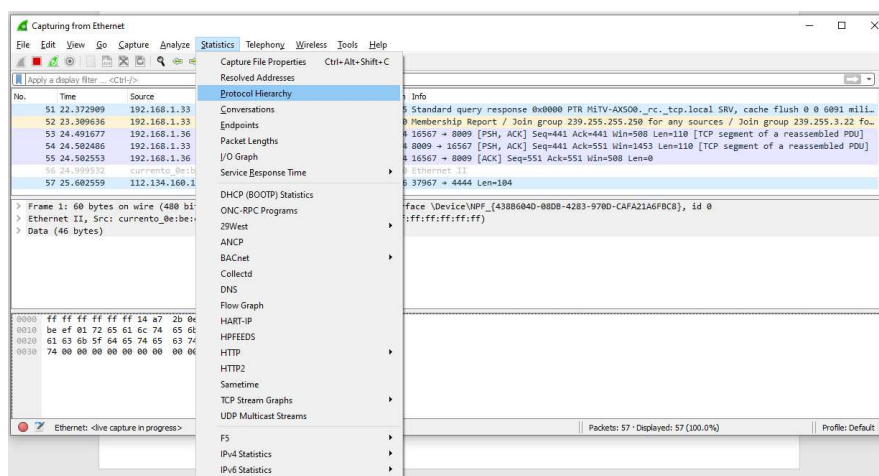 Capturing from Ethernet
File Edit View Go Capture Analyze Statistics Telephony Wireless Tools Help
Apply a display filter ... <Ctrl-/>
No. Time Source Info
51 22.372909 192.168.1.33 Standard query response 0x0000 PTR MiTV-AXSO0._rc._tcp.local SRV, cache flush 0 0 6091 mili…
52 23.309636 192.168.1.33 Membership Report / Join group 239.255.255.250 for any sources / Join group 239.255.3.22 fo…
53 24.491677 192.168.1.36 16567 → 8009 [PSH, ACK] Seq=441 Ack=441 Win=508 Len=110 [TCP segment of a reassembled PDU]
54 24.502486 192.168.1.33 8009 → 16567 [PSH, ACK] Seq=441 Ack=551 Win=1453 Len=110 [TCP segment of a reassembled PDU]
55 24.502553 192.168.1.36 16567 → 8009 [ACK] Seq=551 Ack=551 Win=508 Len=0
56 24.999532 currento_0e:b Ethernet II
57 25.602559 112.134.160.1 37967 → 4444 Len=104
Capture File Properties Ctrl+Alt+Shift+C
Resolved Addresses
Protocol Hierarchy
Conversations
Endpoints
Packet Lengths
I/O Graph
Service Response Time
DHCP (BOOTP) Statistics
ONC-RPC Programs
29West
ANCP
BACnet
Collectd
DNS
Flow Graph
HART-IP
HPFEEDS
HTTP
HTTP2
Sametime
TCP Stream Graphs
UDP Multicast Streams
F5
IPv4 Statistics
IPv6 Statistics
> Frame 1: 60 bytes on wire (480 bi face \Device\NPF_{438B604D-08DB-4283-970D-CAFA21A6FBC8}, id 0
> Ethernet II, Src: currento_0e:be: f:ff:ff:ff:ff:ff)
> Data (46 bytes)
0000 ff ff ff ff ff ff 14 a7 2b 0e
0010 be ef 01 72 65 61 6c 74 65 6b
0020 61 63 6b 5f 64 65 74 65 63 74
0030 74 00 00 00 00 00 00 00 00 00
Ethernet: <live capture in progress> Packets: 57 · Displayed: 57 (100.0%) Profile: Default